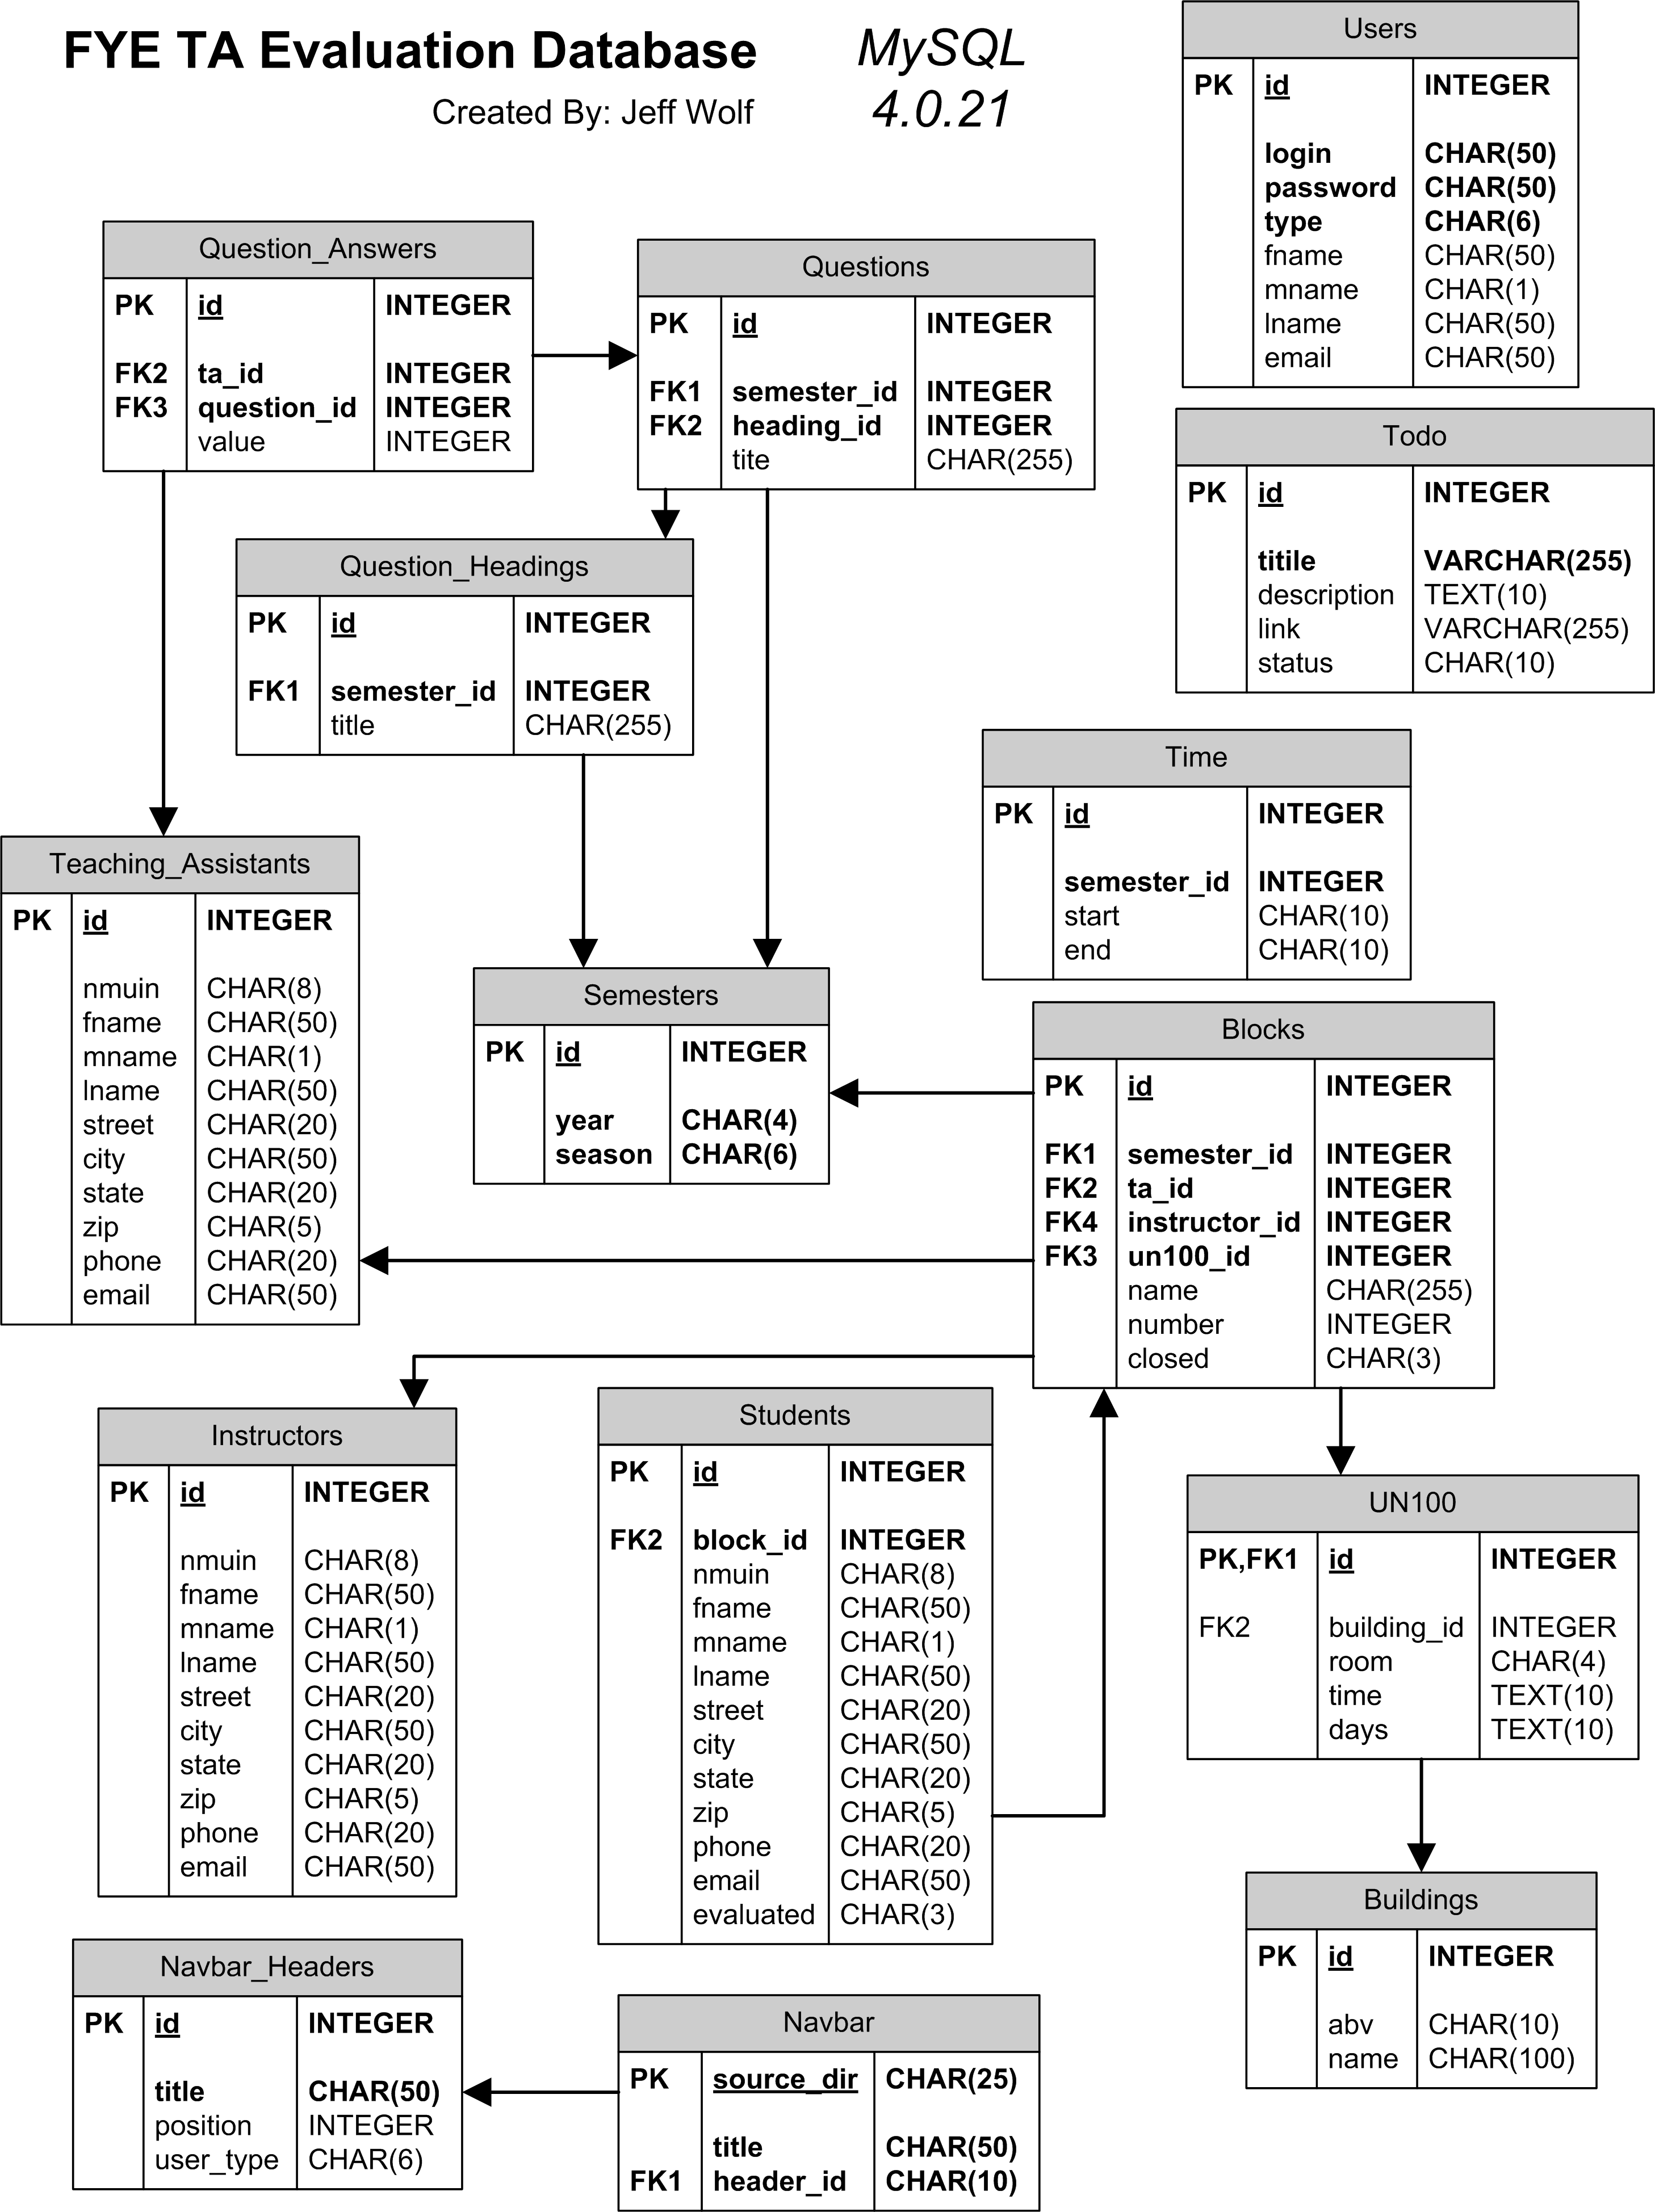 FYE TA Evaluation Database
Created By: Jeff Wolf
MySQL
4.0.21
Users
PK id INTEGER
login CHAR(50)
password CHAR(50)
type CHAR(6)
fname CHAR(50)
mname CHAR(1)
lname CHAR(50)
email CHAR(50)
Question_Answers
PK id INTEGER
FK2 ta_id INTEGER
FK3 question_id INTEGER
value INTEGER
Questions
PK id INTEGER
FK1 semester_id INTEGER
FK2 heading_id INTEGER
tite CHAR(255)
Todo
PK id INTEGER
titile VARCHAR(255)
description TEXT(10)
link VARCHAR(255)
status CHAR(10)
Question_Headings
PK id INTEGER
FK1 semester_id INTEGER
title CHAR(255)
Time
PK id INTEGER
semester_id INTEGER
start CHAR(10)
end CHAR(10)
Teaching_Assistants
PK id INTEGER
nmuin CHAR(8)
fname CHAR(50)
mname CHAR(1)
lname CHAR(50)
street CHAR(20)
city CHAR(50)
state CHAR(20)
zip CHAR(5)
phone CHAR(20)
email CHAR(50)
Semesters
PK id INTEGER
year CHAR(4)
season CHAR(6)
Blocks
PK id INTEGER
FK1 semester_id INTEGER
FK2 ta_id INTEGER
FK4 instructor_id INTEGER
FK3 un100_id INTEGER
name CHAR(255)
number INTEGER
closed CHAR(3)
Instructors
PK id INTEGER
nmuin CHAR(8)
fname CHAR(50)
mname CHAR(1)
lname CHAR(50)
street CHAR(20)
city CHAR(50)
state CHAR(20)
zip CHAR(5)
phone CHAR(20)
email CHAR(50)
Students
PK id INTEGER
FK2 block_id INTEGER
nmuin CHAR(8)
fname CHAR(50)
mname CHAR(1)
lname CHAR(50)
street CHAR(20)
city CHAR(50)
state CHAR(20)
zip CHAR(5)
phone CHAR(20)
email CHAR(50)
evaluated CHAR(3)
UN100
PK,FK1 id INTEGER
FK2 building_id INTEGER
room CHAR(4)
time TEXT(10)
days TEXT(10)
Buildings
PK id INTEGER
abv CHAR(10)
name CHAR(100)
Navbar_Headers
PK id INTEGER
title CHAR(50)
position INTEGER
user_type CHAR(6)
Navbar
PK source_dir CHAR(25)
title CHAR(50)
FK1 header_id CHAR(10)